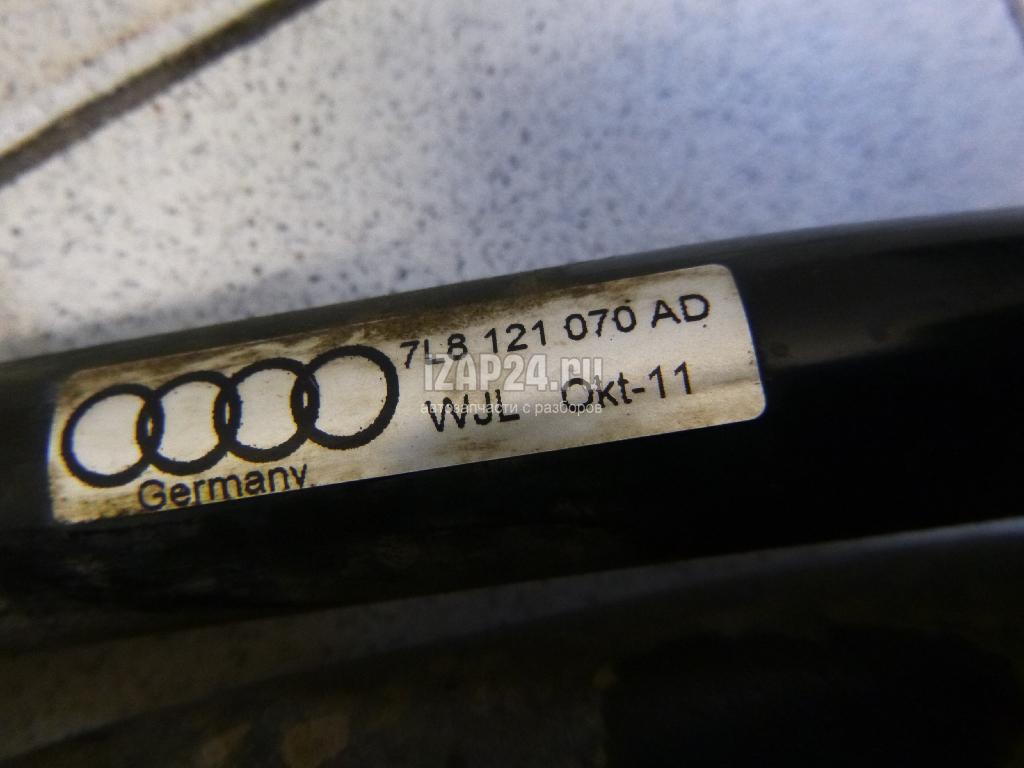 7L8 121 070 AD
WJL Okt-11
Germany
IZAP24.ru
автозапчасти с разборов